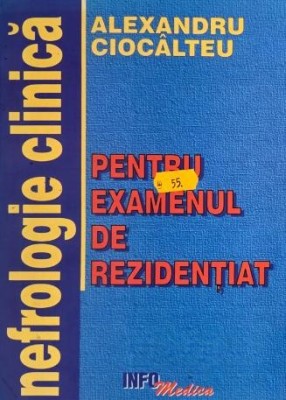 nefrologie clinică
ALEXANDRU
CIOCÂLTEU
PENTRU
55.
EXAMENUL
DE
REZIDENȚIAT
INFO
Medica